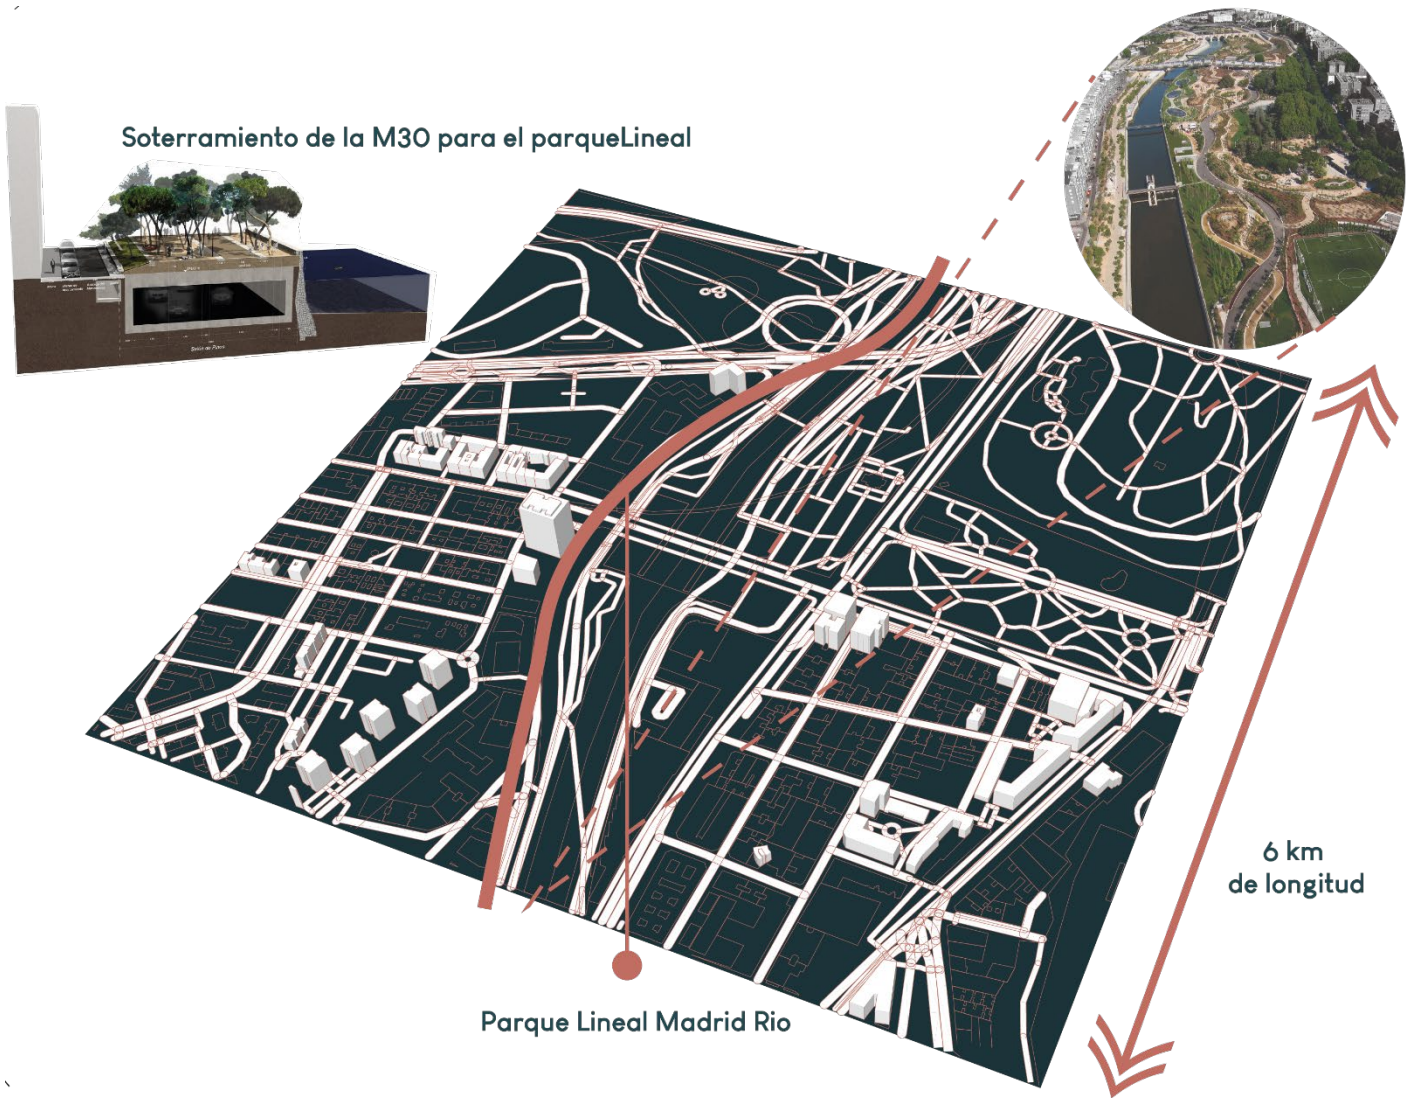 Soterramiento de la M30 para el parqueLineal
6 km
de longitud
Parque Lineal Madrid Rio